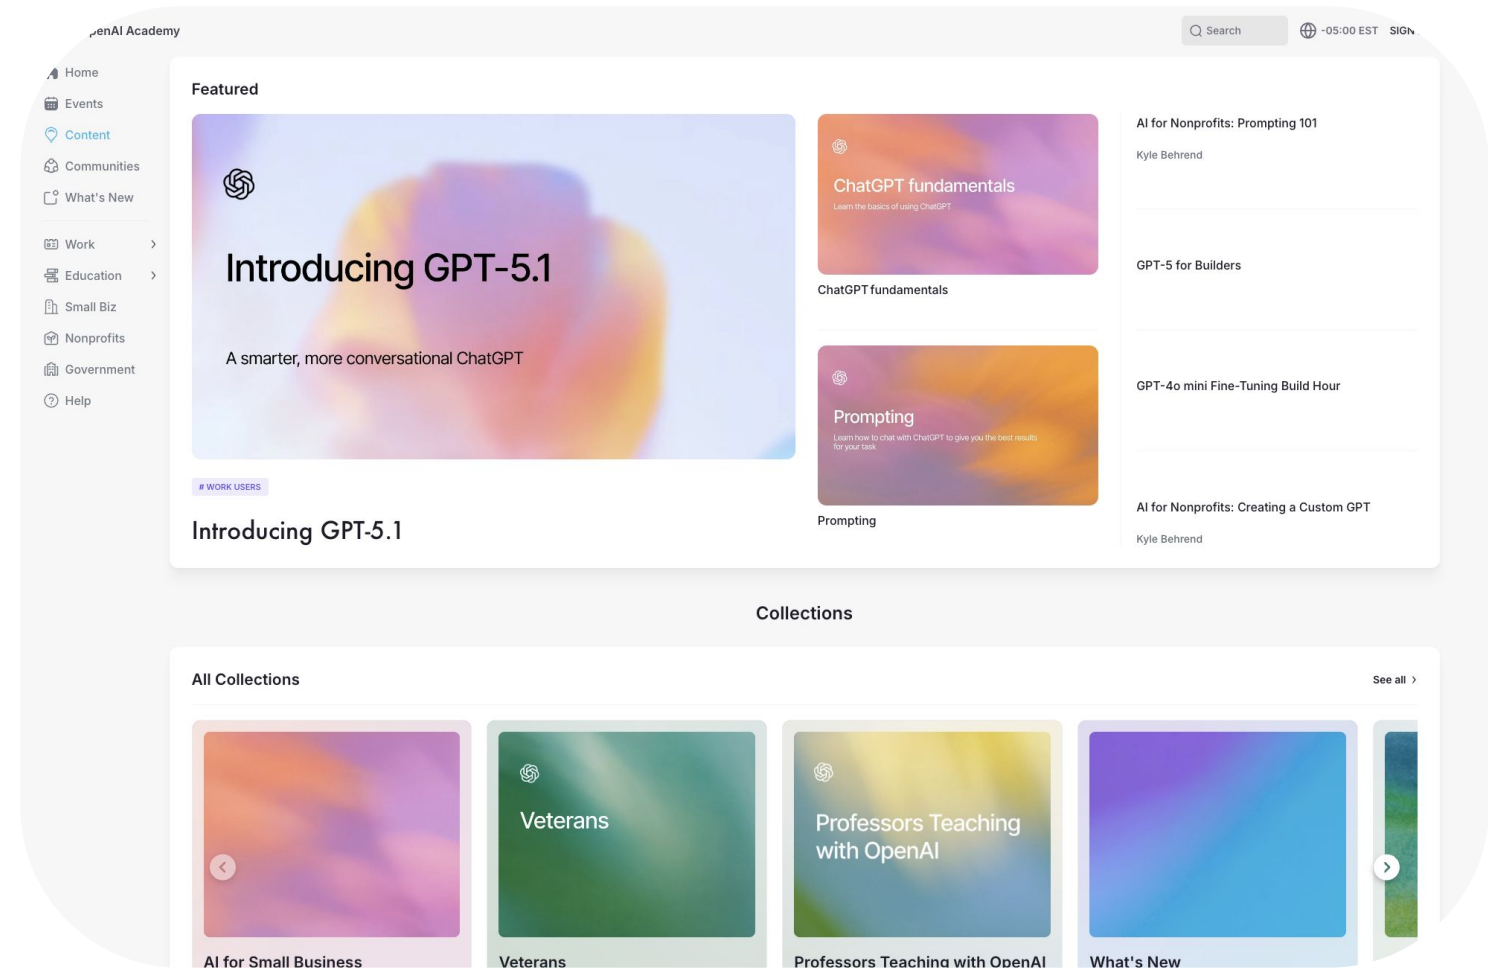 penAI Academy
Search
-05:00 EST
SIGN
Home
Events
Content
Communities
What's New
Work
Education
Small Biz
Nonprofits
Government
Help
Featured
Introducing GPT-5.1
A smarter, more conversational ChatGPT
# WORK USERS
Introducing GPT-5.1
ChatGPT fundamentals
Learn the basics of using ChatGPT
ChatGPT fundamentals
Prompting
Learn how to chat with ChatGPT to give you the best results
for your task
Prompting
AI for Nonprofits: Prompting 101
Kyle Behrend
GPT-5 for Builders
GPT-4o mini Fine-Tuning Build Hour
AI for Nonprofits: Creating a Custom GPT
Kyle Behrend
Collections
All Collections
See all
AI for Small Business
Veterans
Veterans
Professors Teaching
with OpenAI
Professors Teaching with OpenAI
What's New